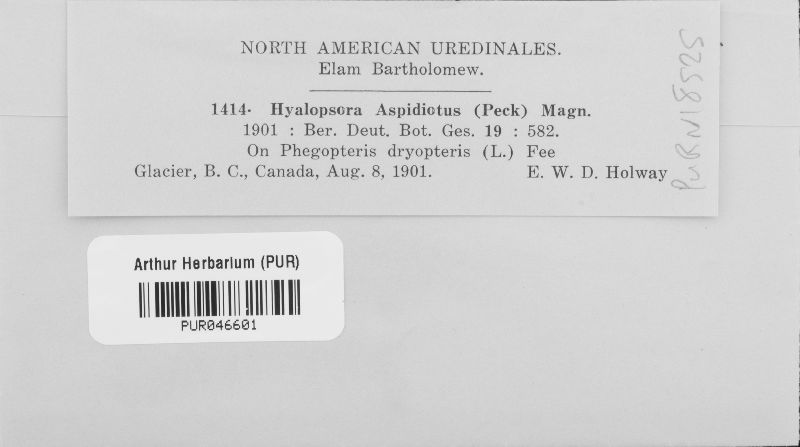 NORTH AMERICAN UREDINALES.
Elam Bartholomew.
1414. Hyalopsora Aspidiotus (Peck) Magn.
1901 : Ber. Deut. Bot. Ges. 19 : 582.
On Phegopteris dryopteris (L.) Fee
Glacier, B. C., Canada, Aug. 8, 1901. E. W. D. Holway
PURN18525
Arthur Herbarium (PUR)
PUR046601